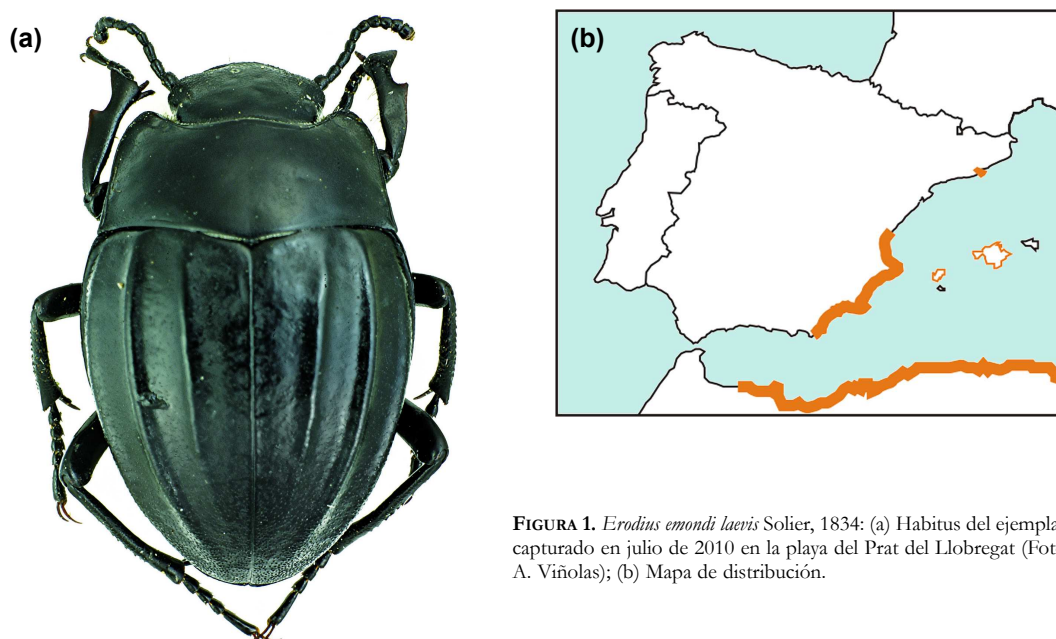 (a)
(b)
FIGURA 1. Erodius emondi laevis Solier, 1834: (a) Habitus del ejempla
capturado en julio de 2010 en la playa del Prat del Llobregat (Fot
A. Viñolas); (b) Mapa de distribución.